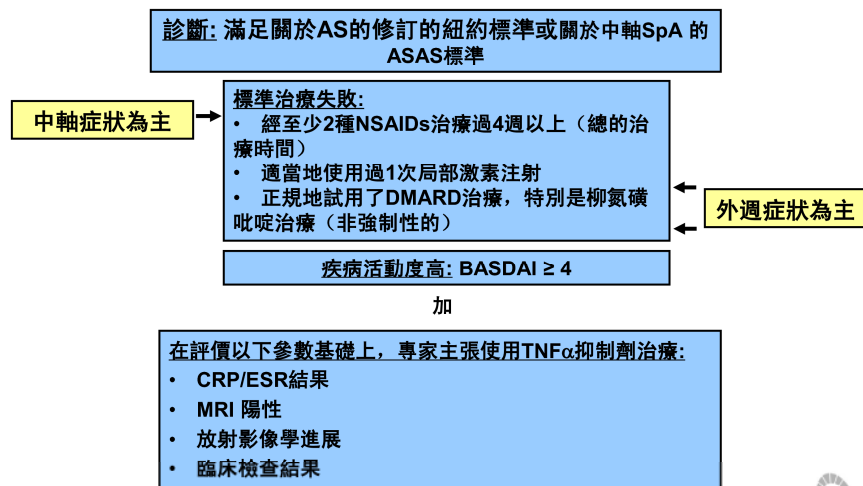 診斷: 滿足關於AS的修訂的紐約標準或關於中軸SpA 的
ASAS標準
中軸症狀為主
標準治療失敗:
• 經至少2種NSAIDs治療過4週以上（總的治
療時間）
• 適當地使用過1次局部激素注射
• 正規地試用了DMARD治療，特別是柳氮磺
吡啶治療（非強制性的）
外週症狀為主
疾病活動度高: BASDAI ≥ 4
加
在評價以下參數基礎上，專家主張使用TNFα抑制劑治療:
• CRP/ESR結果
• MRI 陽性
• 放射影像學進展
• 臨床檢查結果